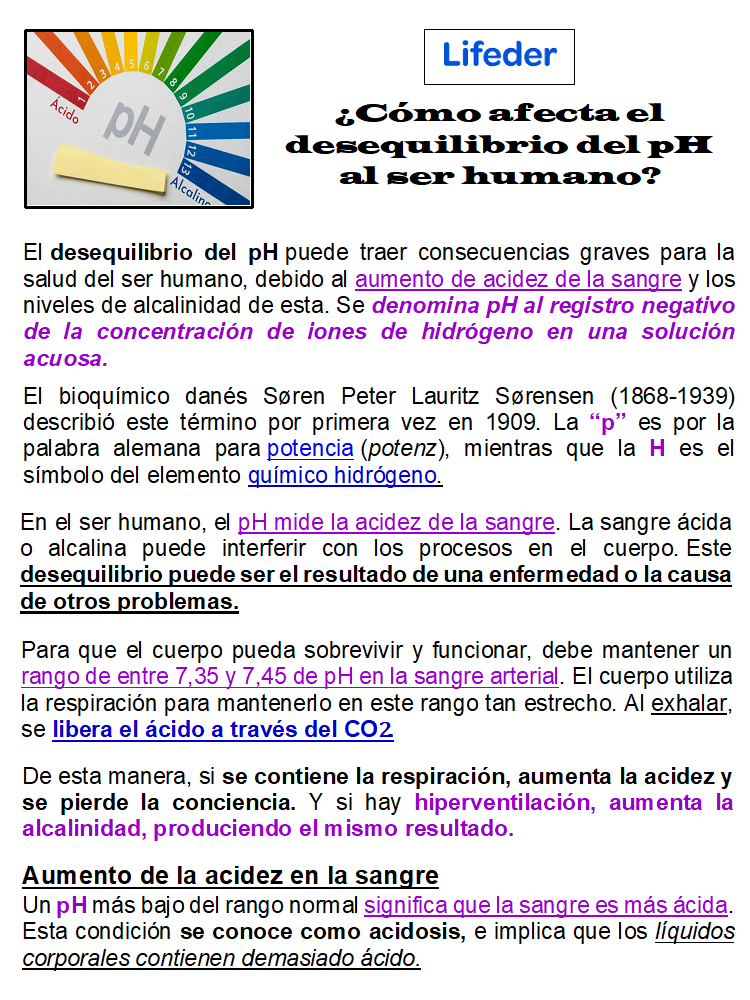 1
2
3
4
5
6
7
8
9
10
11
12
13
Ácido
pH
Alcalino
Lifeder
¿Cómo afecta el
desequilibrio del pH
al ser humano?
El desequilibrio del pH puede traer consecuencias graves para la
salud del ser humano, debido al aumento de acidez de la sangre y los
niveles de alcalinidad de esta. Se denomina pH al registro negativo
de la concentración de iones de hidrógeno en una solución
acuosa.
El bioquímico danés Søren Peter Lauritz Sørensen (1868-1939)
describió este término por primera vez en 1909. La “p” es por la
palabra alemana para potencia (potenz), mientras que la H es el
símbolo del elemento químico hidrógeno.
En el ser humano, el pH mide la acidez de la sangre. La sangre ácida
o alcalina puede interferir con los procesos en el cuerpo. Este
desequilibrio puede ser el resultado de una enfermedad o la causa
de otros problemas.
Para que el cuerpo pueda sobrevivir y funcionar, debe mantener un
rango de entre 7,35 y 7,45 de pH en la sangre arterial. El cuerpo utiliza
la respiración para mantenerlo en este rango tan estrecho. Al exhalar,
se libera el ácido a través del CO2
De esta manera, si se contiene la respiración, aumenta la acidez y
se pierde la conciencia. Y si hay hiperventilación, aumenta la
alcalinidad, produciendo el mismo resultado.
Aumento de la acidez en la sangre
Un pH más bajo del rango normal significa que la sangre es más ácida.
Esta condición se conoce como acidosis, e implica que los líquidos
corporales contienen demasiado ácido.